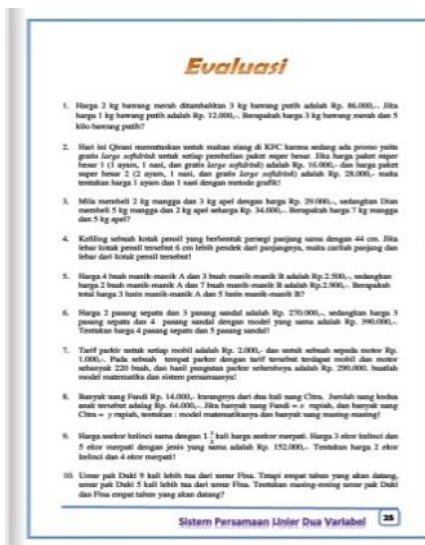 Evaluasi
1. Harga 2 kg bawang merah ditambahkan 3 kg bawang putih adalah Rp. 86.000,-. Jika
harga 1 kg bawang putih adalah Rp. 12.000,-. Berapakah harga 3 kg bawang merah dan 5
kilo bawang putih?
2. Hari ini Qinasi memutuskan untuk makan siang di KFC karena sedang ada promo yaitu
gratis large softdrink untuk setiap pembelian paket super besar. Jika harga paket super
besar 1 (1 ayam, 1 nasi, dan gratis large softdrink) adalah Rp. 16.000,- dan harga paket
super besar 2 (2 ayam, 1 nasi, dan gratis large softdrink) adalah Rp. 28.000,- maka
tentukan harga 1 ayam dan 1 nasi dengan metode grafik!
3. Mila membeli 2 kg mangga dan 3 kg apel dengan harga Rp. 29.000,-, sedangkan Dian
membeli 5 kg mangga dan 2 kg apel seharga Rp. 34.000,-. Berapakah harga 7 kg mangga
dan 5 kg apel?
4. Keliling sebuah kotak pensil yang berbentuk persegi panjang sama dengan 44 cm. Jika
lebar kotak pensil tersebut 6 cm lebih pendek dari panjangnya, maka carilah panjang dan
lebar dari kotak pensil tersebut!
5. Harga 4 buah manik-manik A dan 3 buah manik-manik B adalah Rp.2.500,-, sedangkan
harga 2 buah manik-manik A dan 7 buah manik-manik B adalah Rp.2.900,-. Berapakah
total harga 3 lusin manik-manik A dan 5 lusin manik-manik B?
6. Harga 2 pasang sepatu dan 3 pasang sandal adalah Rp. 270.000,-, sedangkan harga 3
pasang sepatu dan 4 pasang sandal dengan model yang sama adalah Rp. 390.000,-.
Tentukan harga 4 pasang sepatu dan 5 pasang sandal!
7. Tarif parkir untuk setiap mobil adalah Rp. 2.000,- dan untuk sebuah sepeda motor Rp.
1.000,-. Pada sebuah tempat parker dengan tarif tersebut terdapat mobil dan motor
sebanyak 220 buah, dan hasil pungutan parkor seluruhnya adalah Rp. 290.000. buatlah
model matematika dan sistem persamaanya!
8. Banyak uang Fandi Rp. 14.000,- kurangnya dari dua kali uang Citra. Jumlah uang kedua
anak tersebut adalag Rp. 64.000,-. Jika banyak uang Fandi = x rupiah, dan banyak uang
Citra = y rupiah, tentukan : model matematikanya dan banyak uang masing-masing!
9. Harga seekor kelinci sama dengan 1 kali harga seekor merpati. Harga 3 ekor kelinci dan
5 ekor merpati dengan jenis yang sama adalah Rp. 152.000,-. Tentukan harga 2 ekor
kelinci dan 4 ekor merpati!
10. Umur pak Duki 9 kali lebih tua dari umur Fina. Tetapi empat tahun yang akan datang,
umur pak Duki 5 kali lebih tua dari umur Fina. Tentukan masing-masing umur pak Duki
dan Fina empat tahun yang akan datang?
Sistem Persamaan Linier Dua Variabel